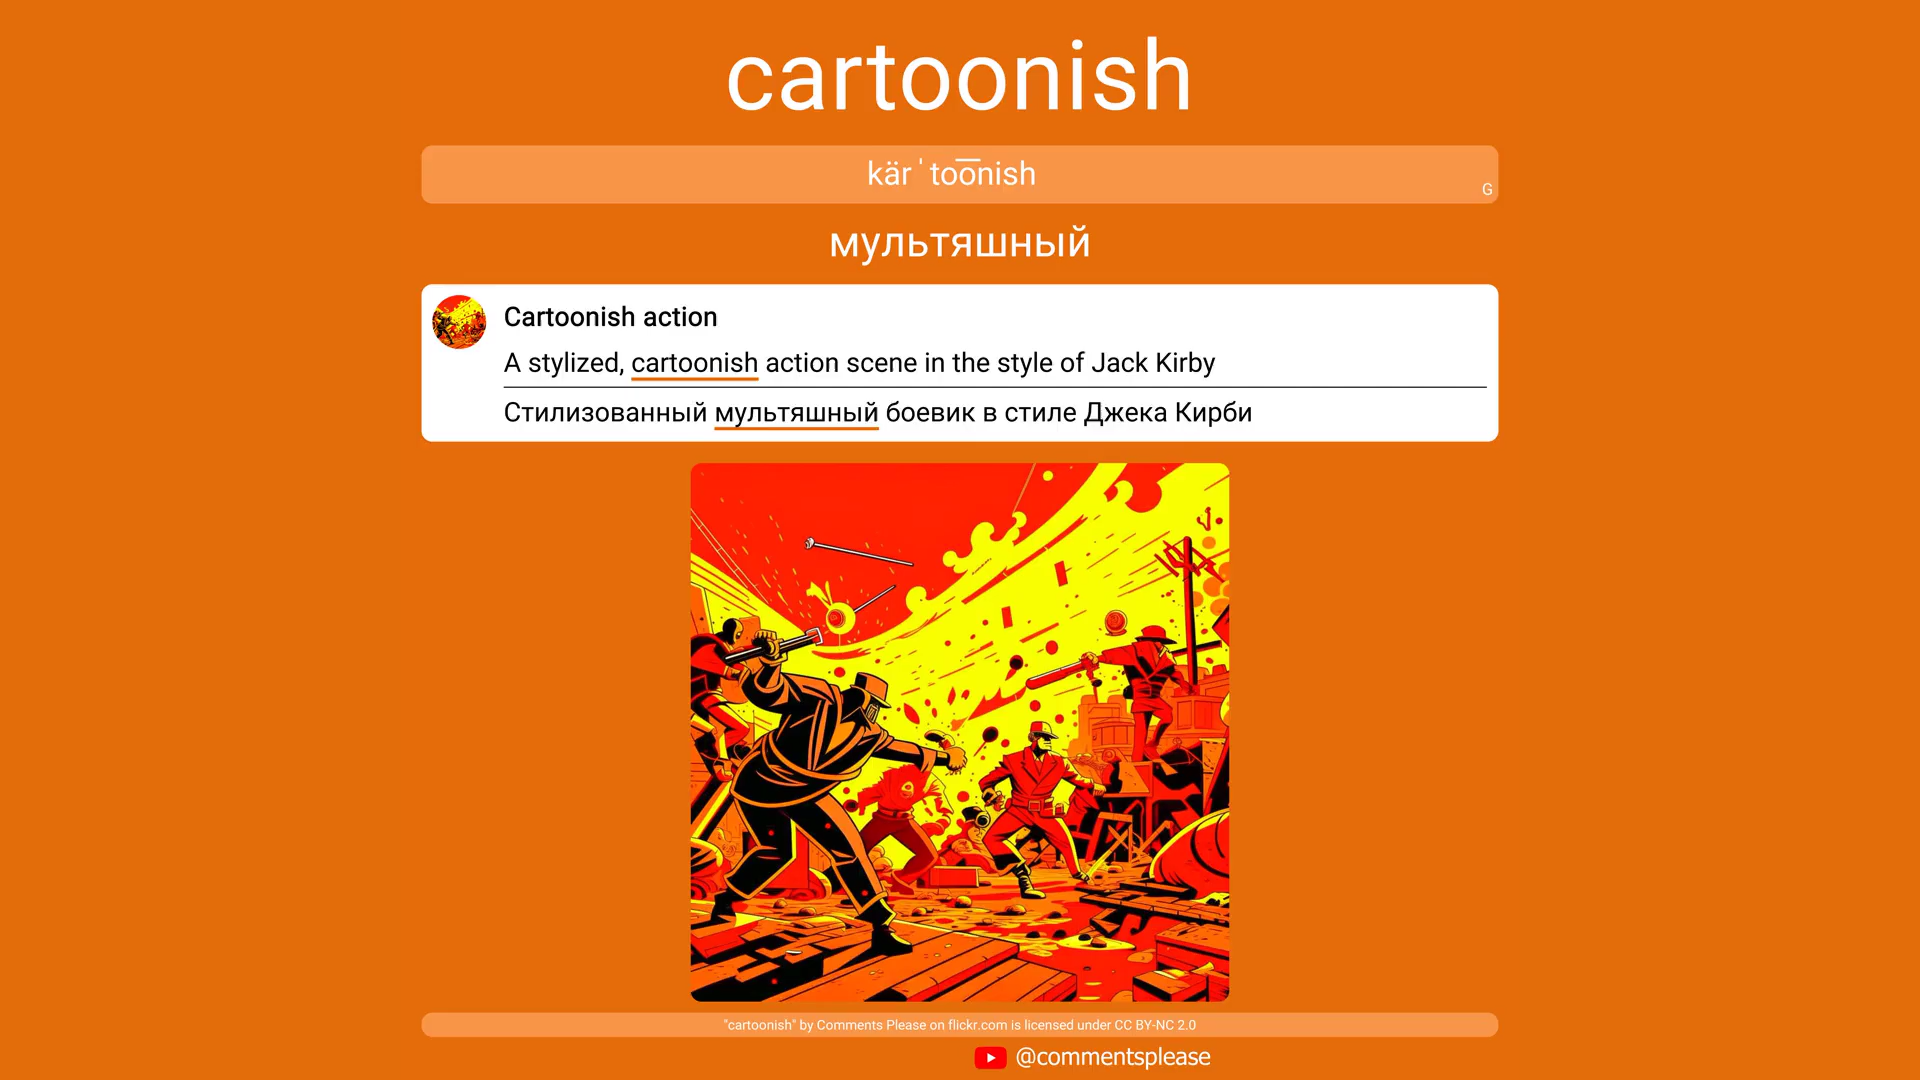 cartoonish
kär ˈ to͞onish
G
мультяшный
Cartoonish action
A stylized, cartoonish action scene in the style of Jack Kirby
Стилизованный мультяшный боевик в стиле Джека Кирби
"cartoonish" by Comments Please on flickr.com is licensed under CC BY-NC 2.0
@commentsplease